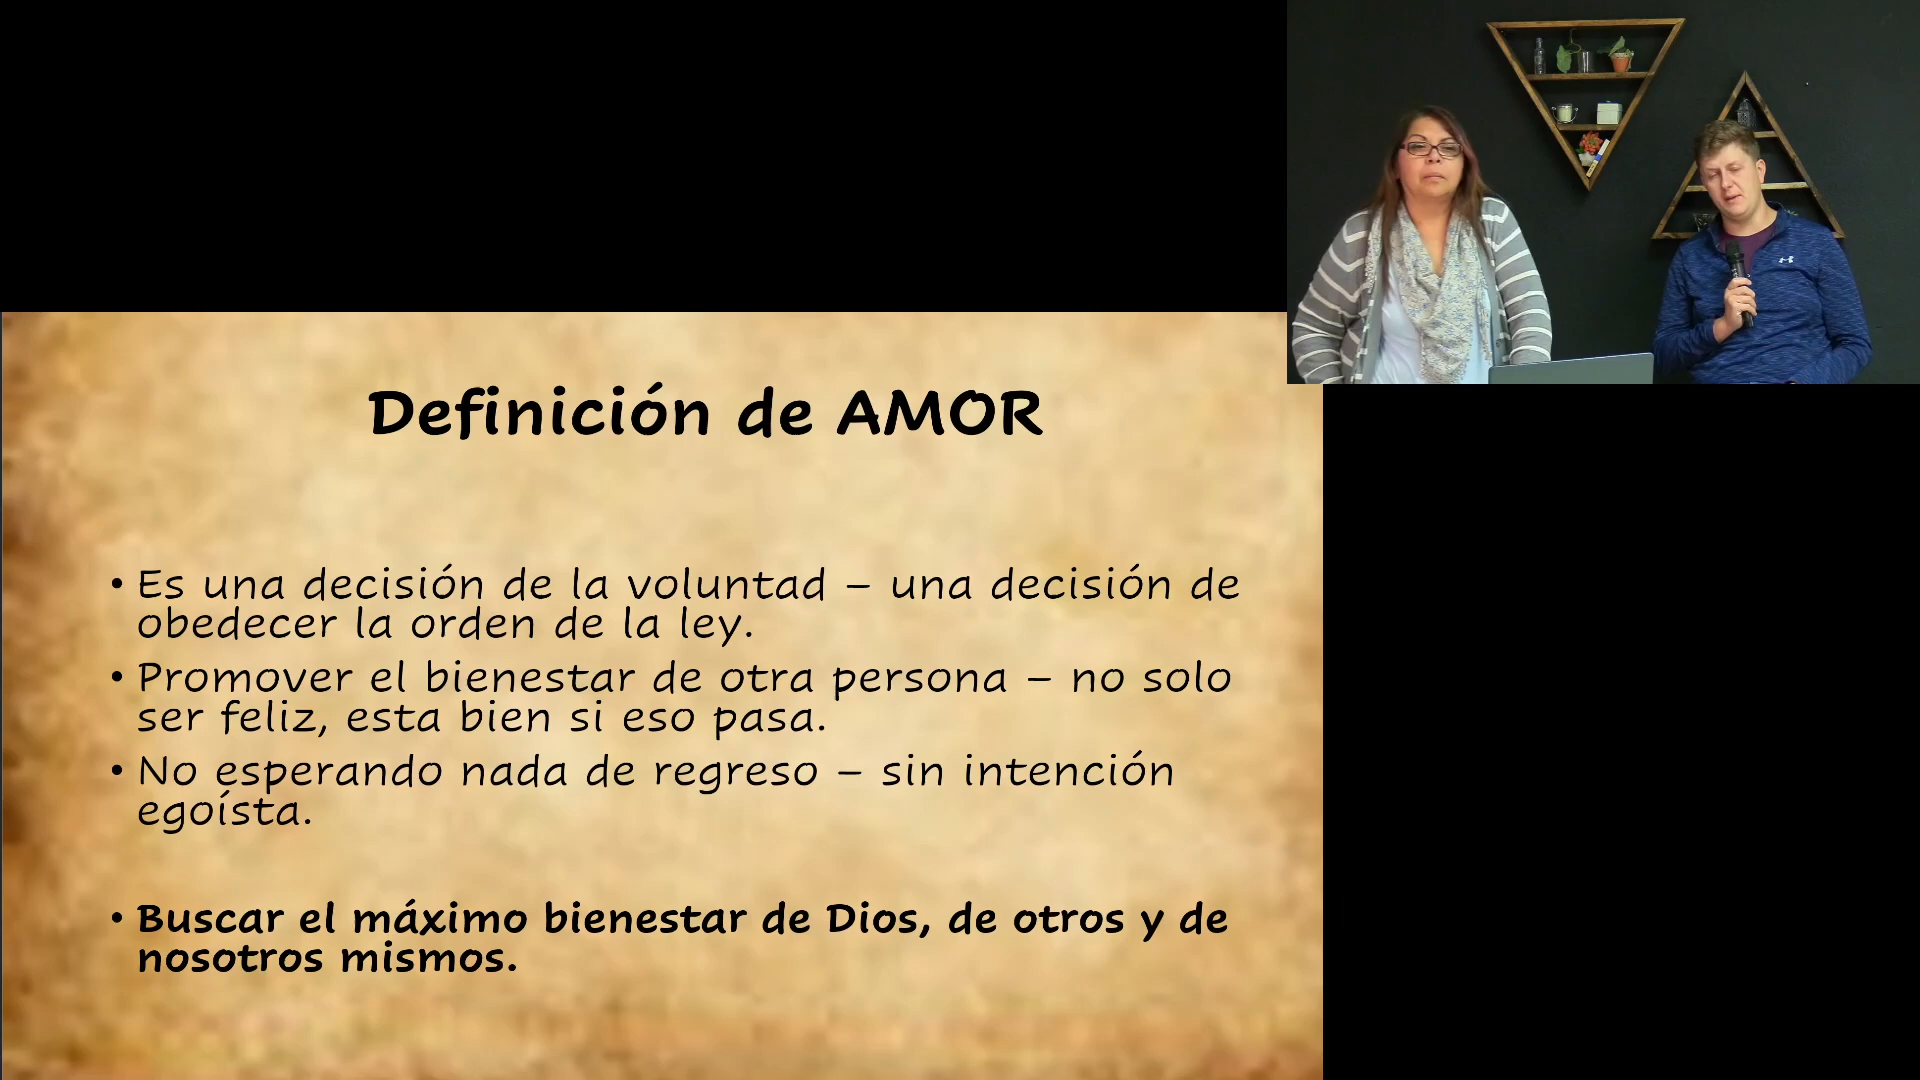 Definición de AMOR
• Es una decisión de la voluntad – una decisión de
obedecer la orden de la ley.
• Promover el bienestar de otra persona – no solo
ser feliz, esta bien si eso pasa.
• No esperando nada de regreso – sin intención
egoísta.
• Buscar el máximo bienestar de Dios, de otros y de
nosotros mismos.